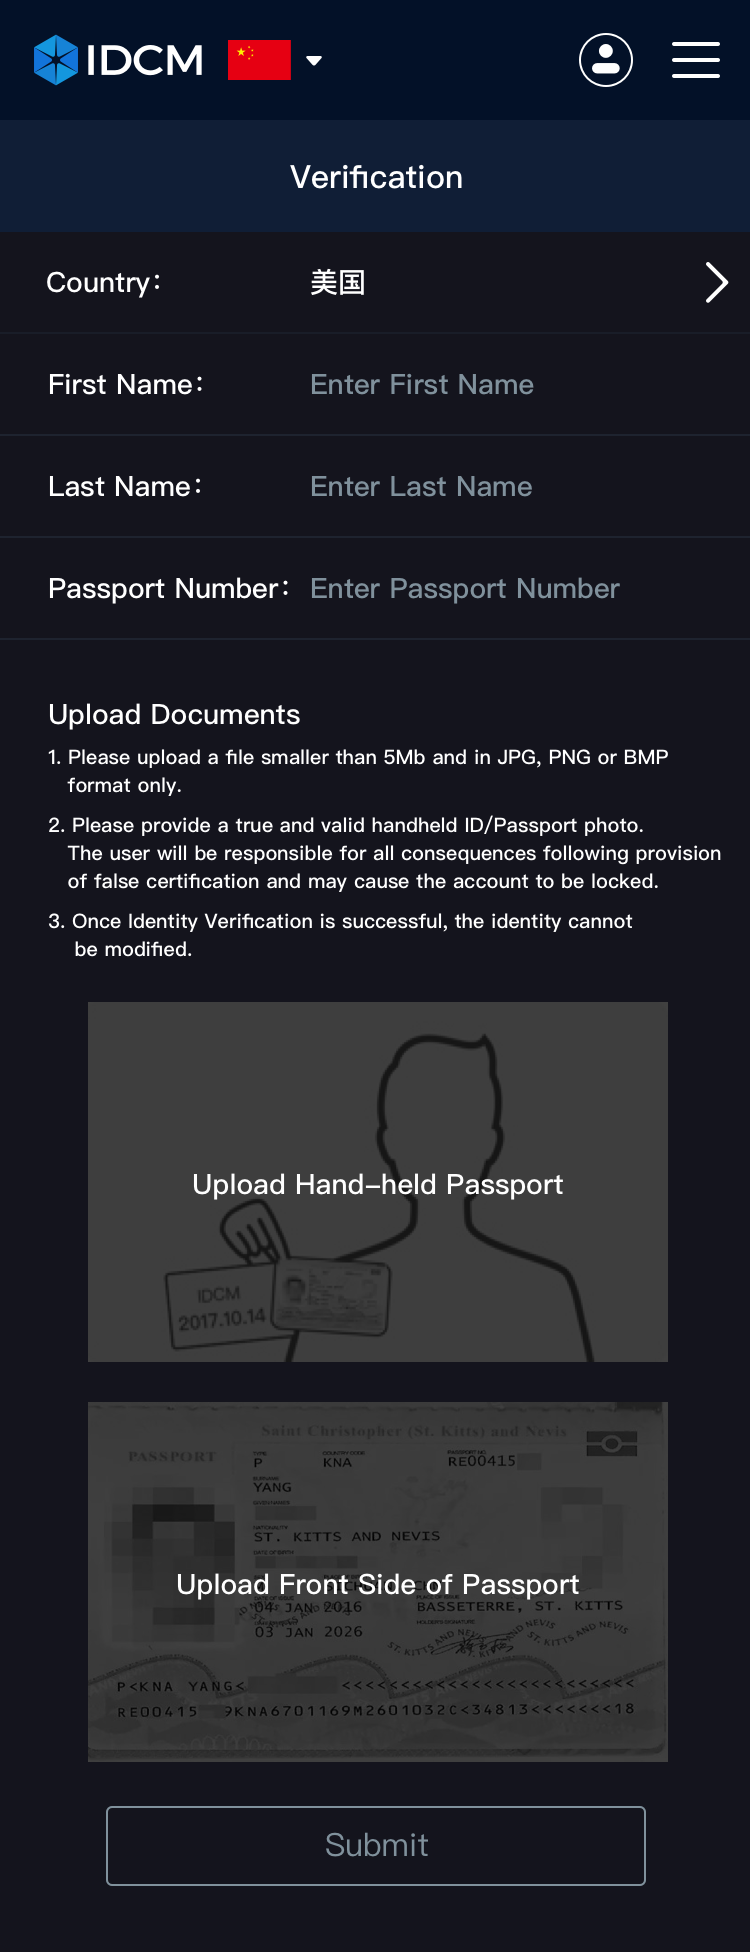 IDCM
Verification
Country： 美国
First Name： Enter First Name
Last Name： Enter Last Name
Passport Number： Enter Passport Number
Upload Documents
1. Please upload a file smaller than 5Mb and in JPG, PNG or BMP
format only.
2. Please provide a true and valid handheld ID/Passport photo.
The user will be responsible for all consequences following provision
of false certification and may cause the account to be locked.
3. Once Identity Verification is successful, the identity cannot
be modified.
Upload Hand–held Passport
IDCM
2017.10.14
Saint Christopher (St. Kitts) and Nevis
PASSPORT
P KNA RE00415
YANG
ST. KITTS AND NEVIS
Upload Front Side of Passport
04 JAN 2016 BASSETERRE, ST. KITTS
03 JAN 2026
P<KNA YANG<
RE00415
Submit